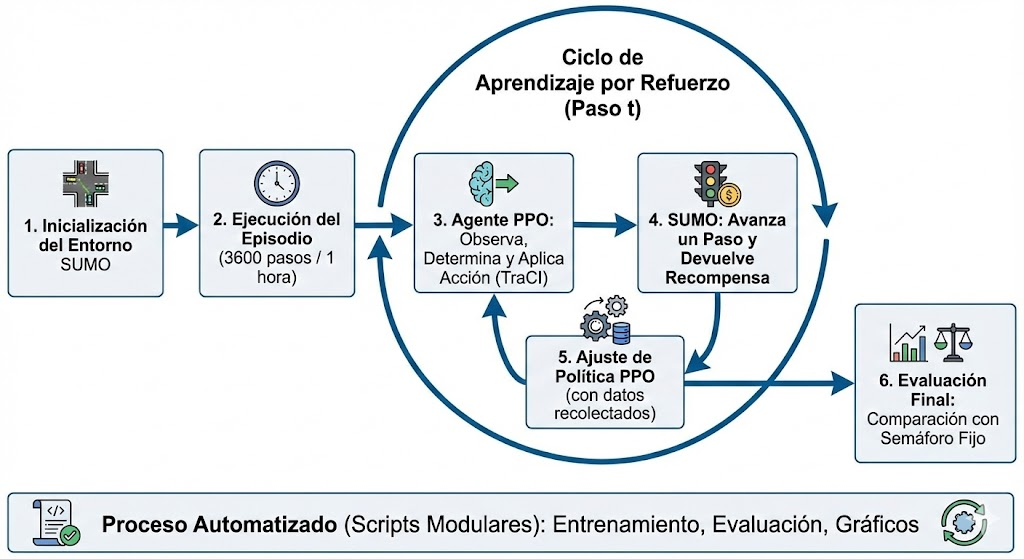 Ciclo de
Aprendizaje por Refuerzo
(Paso t)
1. Inicialización
del Entorno
SUMO
2. Ejecución del
Episodio
(3600 pasos / 1
hora)
3. Agente PPO:
Observa,
Determina y Aplica
Acción (TraCI)
4. SUMO: Avanza
un Paso y
Devuelve
Recompensa
5. Ajuste de
Política PPO
(con datos
recolectados)
6. Evaluación
Final:
Comparación con
Semáforo Fijo
Proceso Automatizado (Scripts Modulares): Entrenamiento, Evaluación, Gráficos